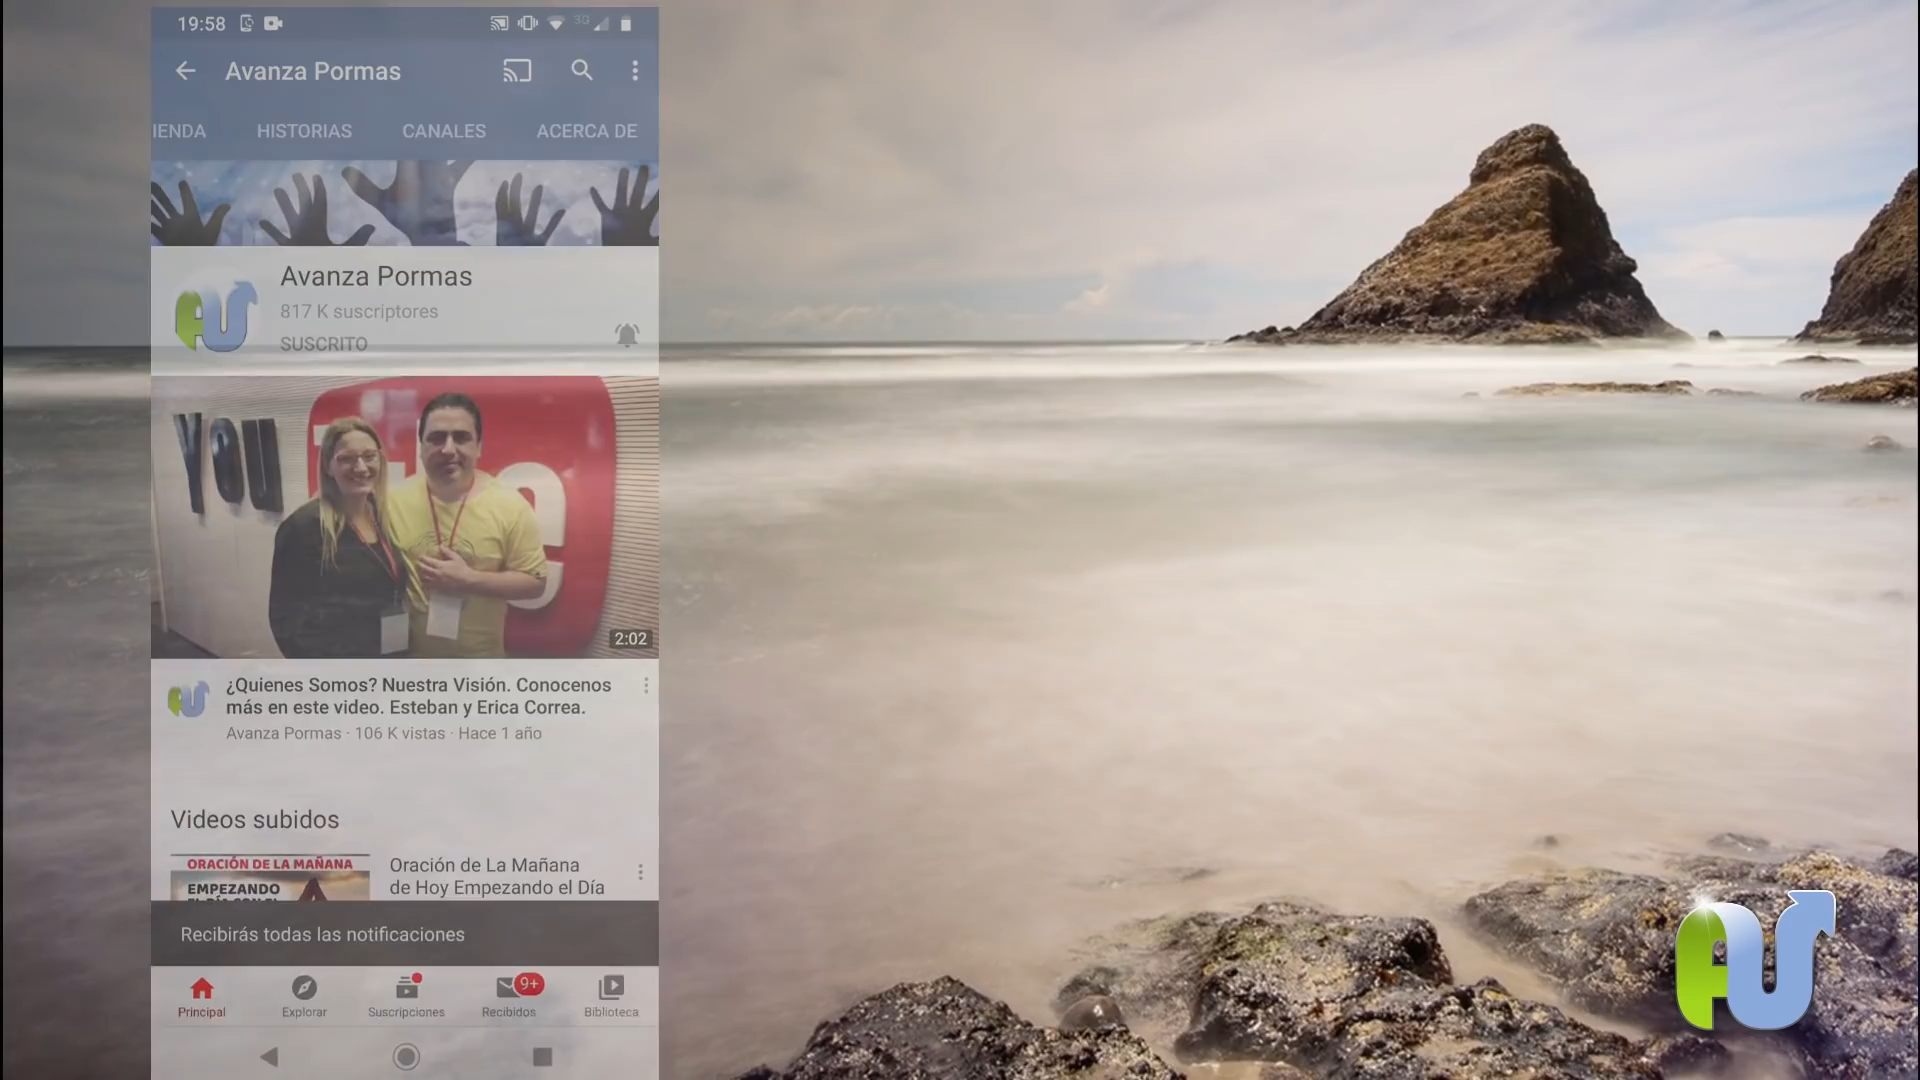 19:58
3G
Avanza Pormas
IENDA HISTORIAS CANALES ACERCA DE
Avanza Pormas
817 K suscriptores
SUSCRITO
You
2:02
¿Quienes Somos? Nuestra Visión. Conocenos
más en este video. Esteban y Erica Correa.
Avanza Pormas · 106 K vistas · Hace 1 año
Videos subidos
ORACIÓN DE LA MAÑANA
EMPEZANDO
Oración de La Mañana
de Hoy Empezando el Día
Recibirás todas las notificaciones
9+
Principal Explorar Suscripciones Recibidos Biblioteca